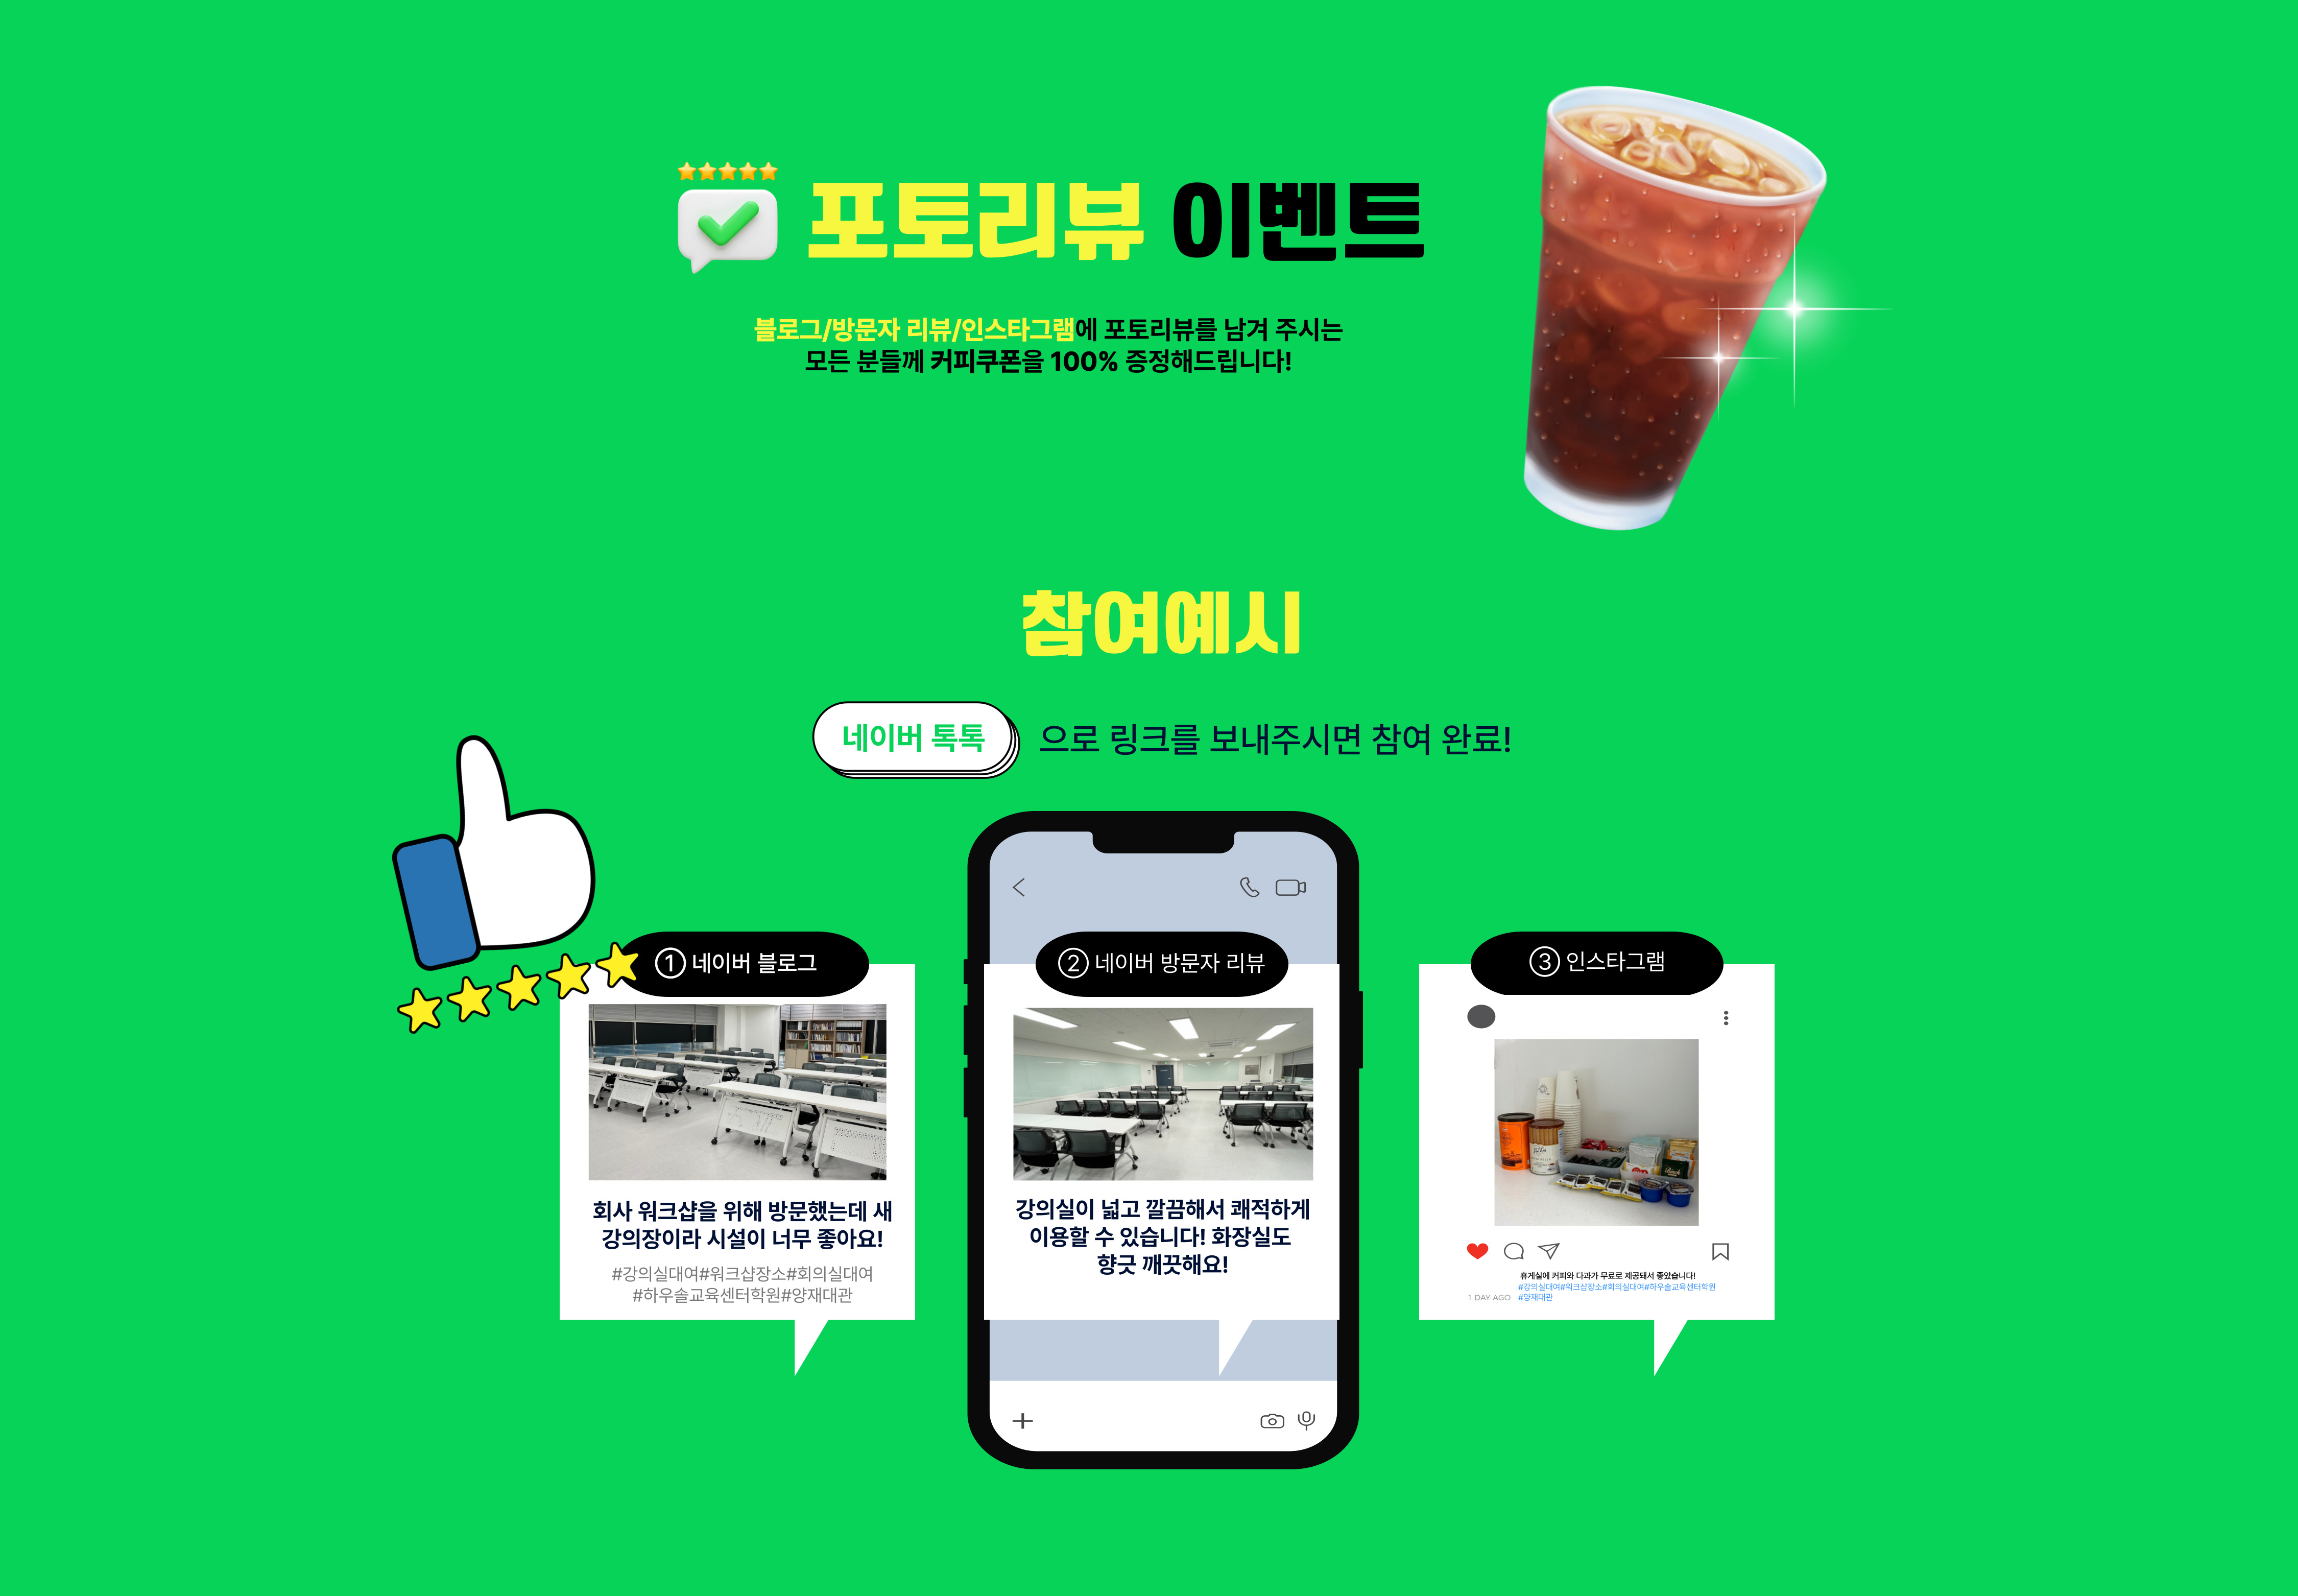 포토리뷰 이벤트
블로그/방문자 리뷰/인스타그램에 포토리뷰를 남겨 주시는
모든 분들께 커피쿠폰을 100% 증정해드립니다!
참여예시
네이버 톡톡 으로 링크를 보내주시면 참여 완료!
① 네이버 블로그
회사 워크샵을 위해 방문했는데 새
강의장이라 시설이 너무 좋아요!
#강의실대여#워크샵장소#회의실대여
#하우솔교육센터학원#양재대관
② 네이버 방문자 리뷰
강의실이 넓고 깔끔해서 쾌적하게
이용할 수 있습니다! 화장실도
향긋 깨끗해요!
③ 인스타그램
휴게실에 커피와 다과가 무료로 제공돼서 좋았습니다!
#강의실대여#워크샵장소#회의실대여#하우솔교육센터학원
1 DAY AGO #양재대관